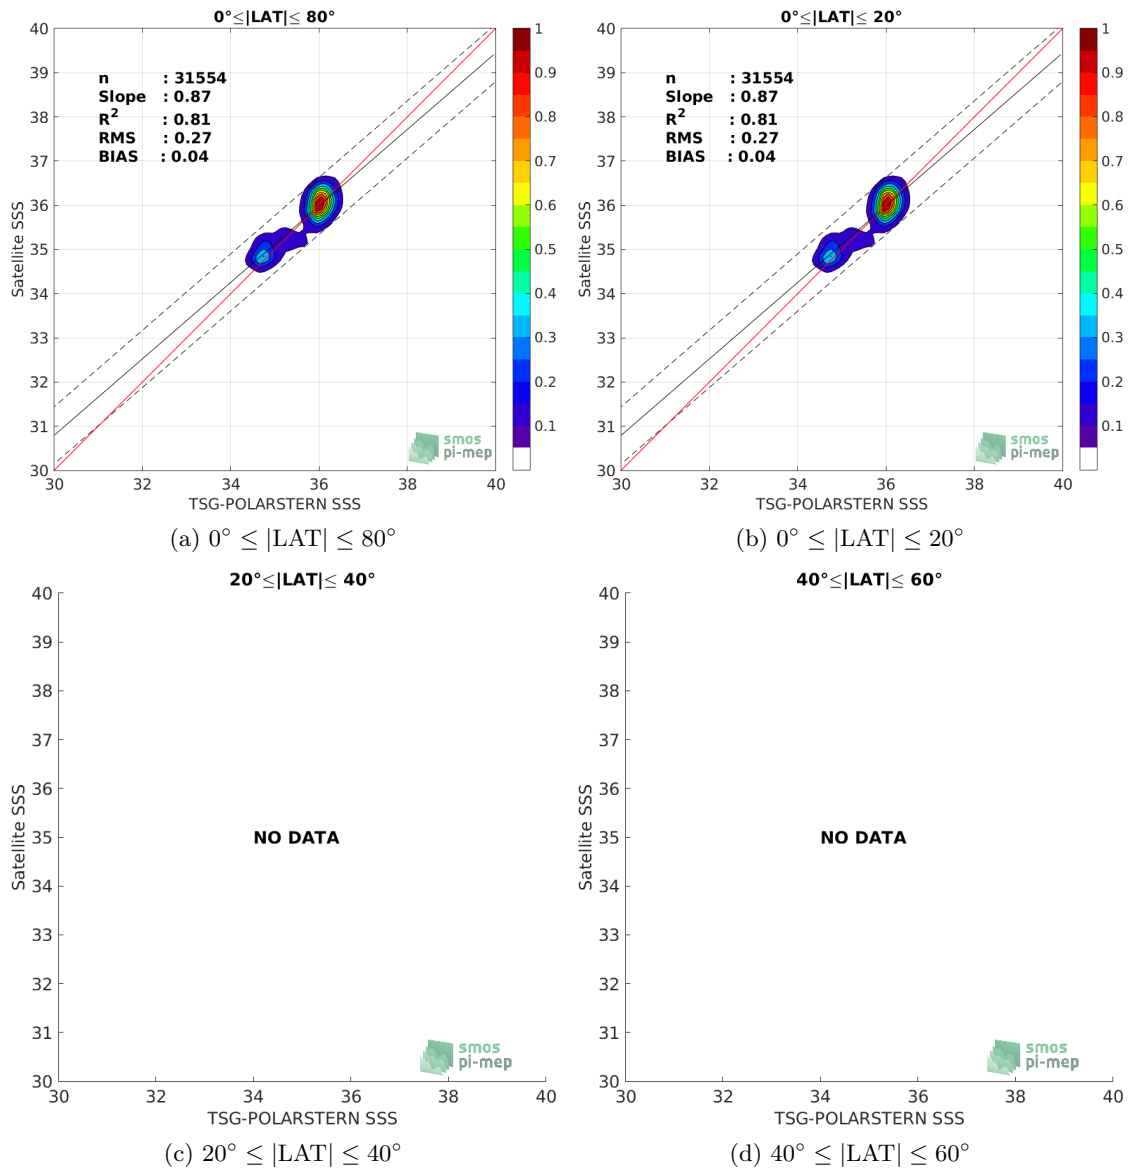 0°≤|LAT|≤ 80°
40
39
38
37
36
35
34
33
32
31
30
Satellite SSS
n : 31554
Slope : 0.87
R² : 0.81
RMS : 0.27
BIAS : 0.04
smos
pi-mep
30 32 34 36 38 40
TSG-POLARSTERN SSS
1
0.9
0.8
0.7
0.6
0.5
0.4
0.3
0.2
0.1
(a) 0° ≤ |LAT| ≤ 80°
0°≤|LAT|≤ 20°
40
39
38
37
36
35
34
33
32
31
30
Satellite SSS
n : 31554
Slope : 0.87
R² : 0.81
RMS : 0.27
BIAS : 0.04
smos
pi-mep
30 32 34 36 38 40
TSG-POLARSTERN SSS
1
0.9
0.8
0.7
0.6
0.5
0.4
0.3
0.2
0.1
(b) 0° ≤ |LAT| ≤ 20°
20°≤|LAT|≤ 40°
40
39
38
37
36
35
34
33
32
31
30
Satellite SSS
NO DATA
smos
pi-mep
30 32 34 36 38 40
TSG-POLARSTERN SSS
(c) 20° ≤ |LAT| ≤ 40°
40°≤|LAT|≤ 60°
40
39
38
37
36
35
34
33
32
31
30
Satellite SSS
NO DATA
smos
pi-mep
30 32 34 36 38 40
TSG-POLARSTERN SSS
(d) 40° ≤ |LAT| ≤ 60°